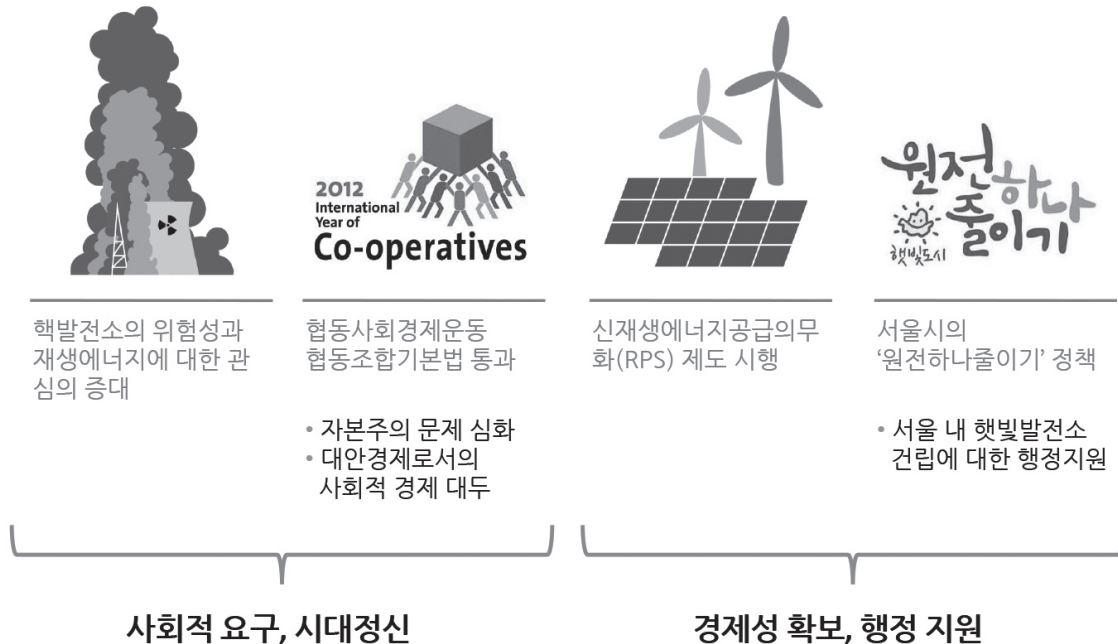 2012
International
Year of
Co-operatives
원전하나
줄이기
햇빛도시
핵발전소의 위험성과
재생에너지에 대한 관
심의 증대
협동사회경제운동
협동조합기본법 통과
• 자본주의 문제 심화
• 대안경제로서의
사회적 경제 대두
신재생에너지공급의무
화(RPS) 제도 시행
서울시의
‘원전하나줄이기’ 정책
• 서울 내 햇빛발전소
건립에 대한 행정지원
사회적 요구, 시대정신
경제성 확보, 행정 지원